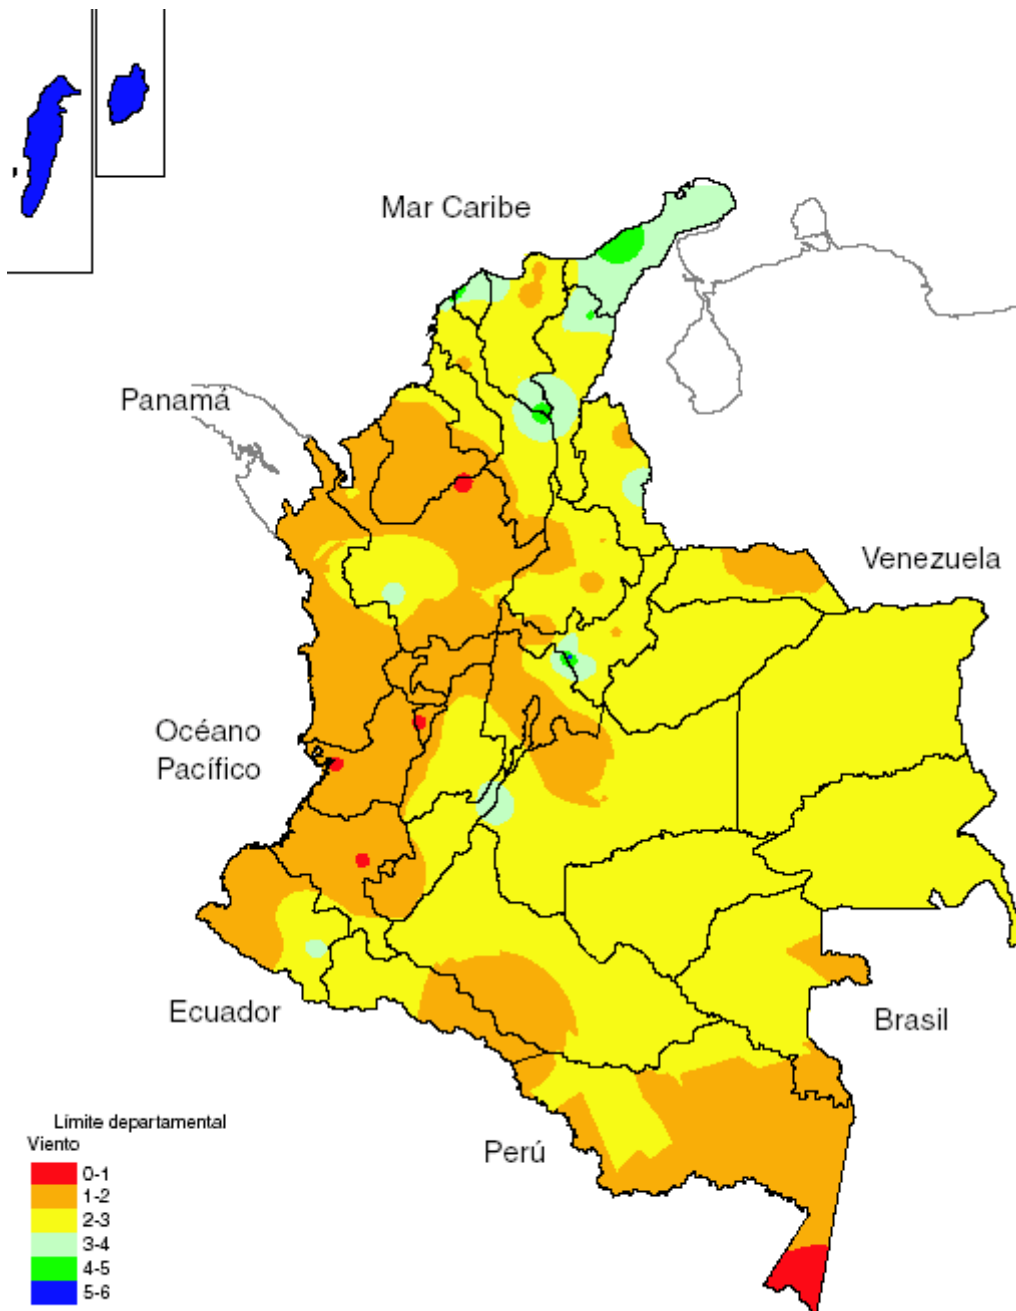 Mar Caribe
Panamá
Venezuela
Océano
Pacífico
Ecuador
Brasil
Perú
Límite departamental
Viento
0-1
1-2
2-3
3-4
4-5
5-6